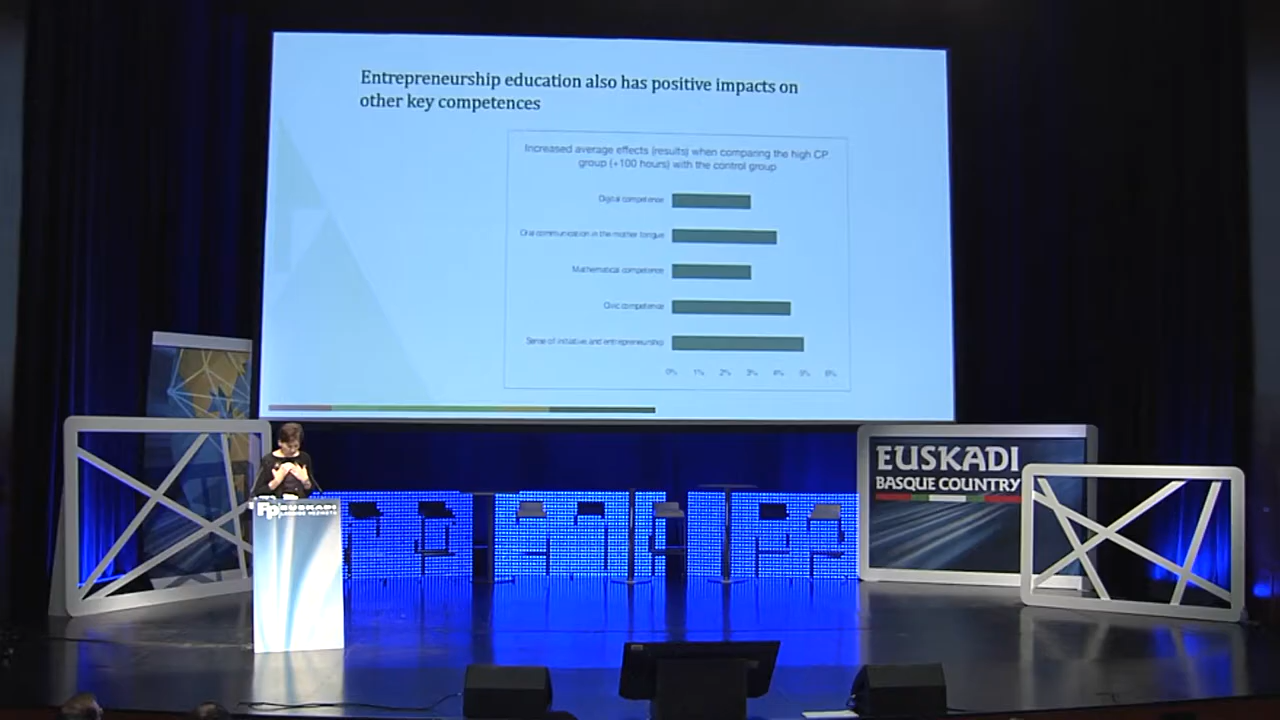 Entrepreneurship education also has positive impacts on
other key competences
Increased average effects (results) when comparing the high CP
group (+100 hours) with the control group
Digital competence
Oral communication in the mother tongue
Mathematical competence
Civic competence
Sense of initiative and entrepreneurship
0% 1% 2% 3% 4% 5% 6%
EUSKADI
BASQUE COUNTRY
Fp EUSKADI